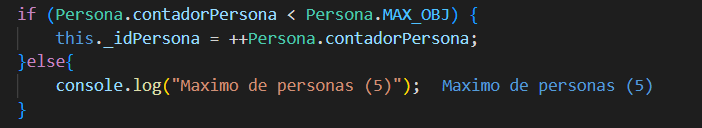 if (Persona.contadorPersona < Persona.MAX_OBJ) {
this._idPersona = ++Persona.contadorPersona;
}else{
console.log("Maximo de personas (5)");  Maximo de personas (5)
}